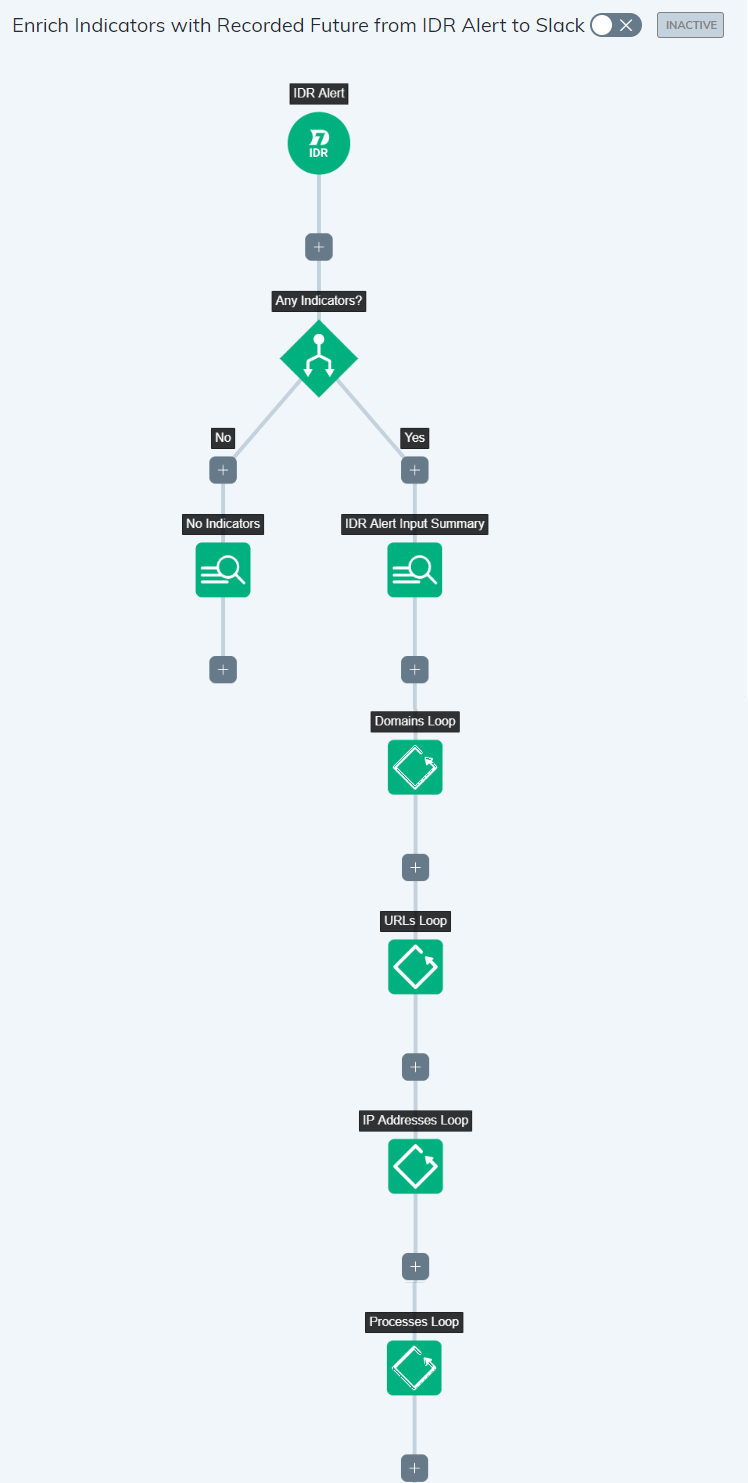 Enrich Indicators with Recorded Future from IDR Alert to Slack
INACTIVE
IDR Alert
IDR
Any Indicators?
No
Yes
No Indicators
IDR Alert Input Summary
Domains Loop
URLs Loop
IP Addresses Loop
Processes Loop